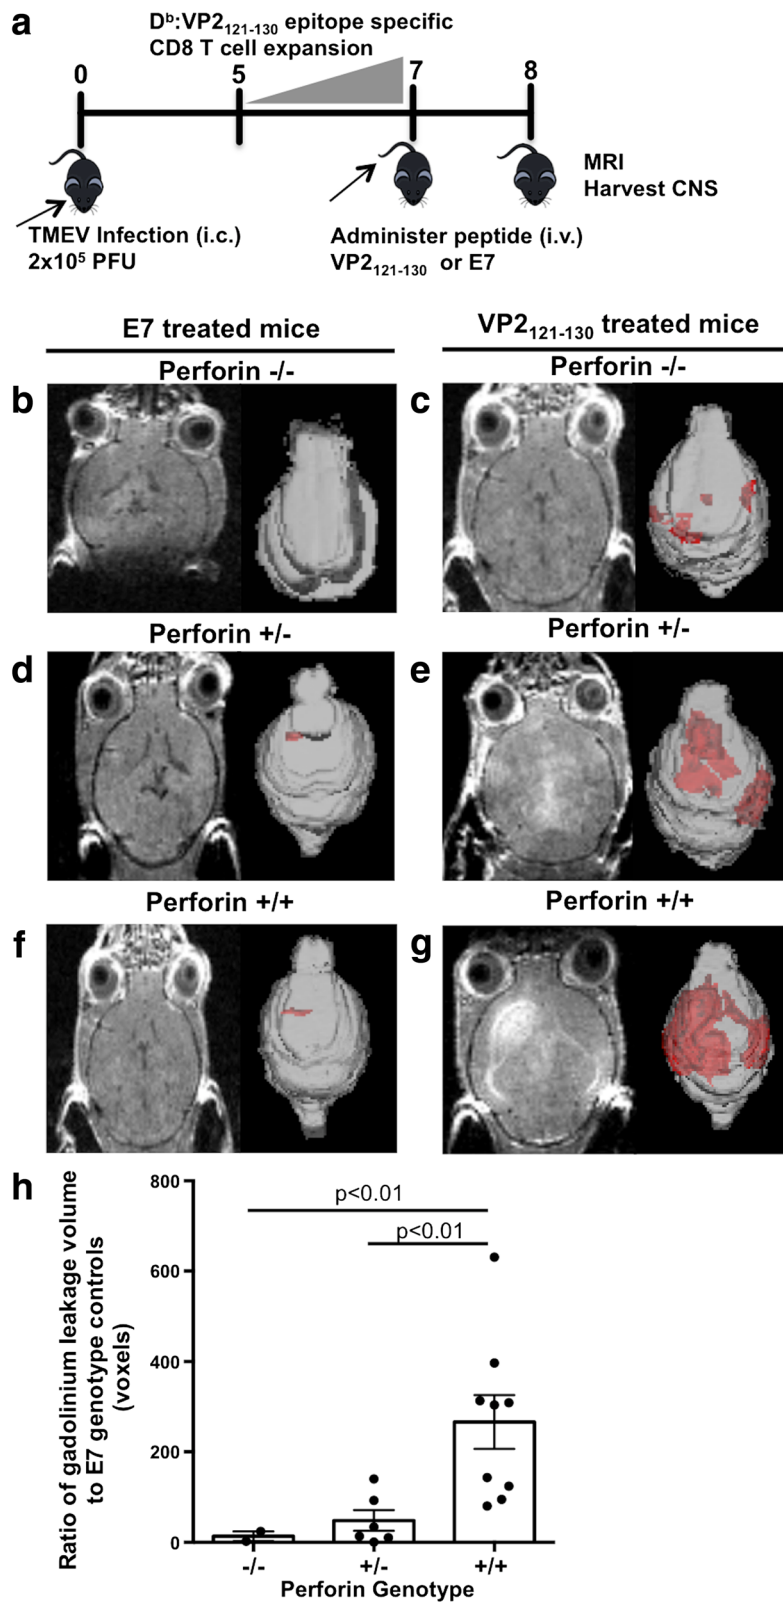 a
Dᵇ:VP2₁₂₁₋₁₃₀ epitope specific
CD8 T cell expansion
0 5 7 8
MRI
Harvest CNS
TMEV Infection (i.c.)
2x10⁵ PFU
Administer peptide (i.v.)
VP2₁₂₁₋₁₃₀ or E7
E7 treated mice
VP2₁₂₁₋₁₃₀ treated mice
Perforin -/-
Perforin -/-
b
c
Perforin +/-
Perforin +/-
d
e
Perforin +/+
Perforin +/+
f
g
h
Ratio of gadolinium leakage volume
to E7 genotype controls
(voxels)
800
600
400
200
0
p<0.01
p<0.01
-/- +/- +/+
Perforin Genotype